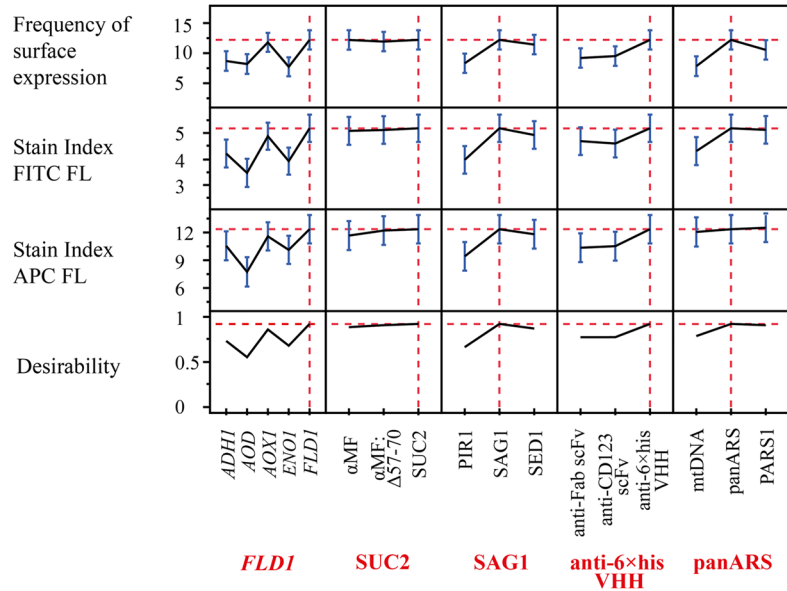 Frequency of
surface
expression
15
10
5
Stain Index
FITC FL
5
4
3
Stain Index
APC FL
12
9
6
Desirability
1
0.5
0
ADH1
AOD
AOX1
ENO1
FLD1
αMF
αMF:
Δ57-70
SUC2
PIR1
SAG1
SED1
anti-Fab scFv
anti-CD123
scFv
anti-6×his
VHH
mtDNA
panARS
PARS1
FLD1
SUC2
SAG1
anti-6×his
VHH
panARS